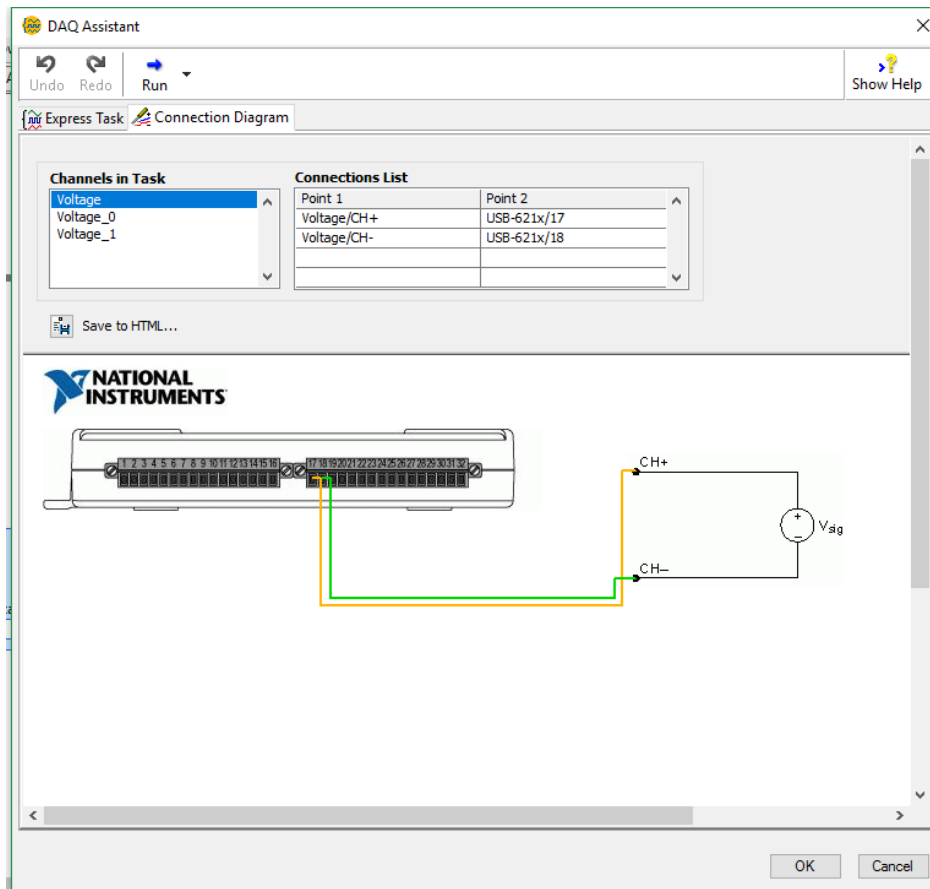 DAQ Assistant
Undo Redo Run Show Help
Express Task Connection Diagram
Channels in Task Connections List
Voltage Point 1 Point 2
Voltage_0 Voltage/CH+ USB-621x/17
Voltage_1 Voltage/CH- USB-621x/18
Save to HTML...
NATIONAL
INSTRUMENTS
1 2 3 4 5 6 7 8 9 10 11 12 13 14 15 16 17 18 19 20 21 22 23 24 25 26 27 28 29 30 31 32
CH+
+ Vsig
−
CH−
OK Cancel